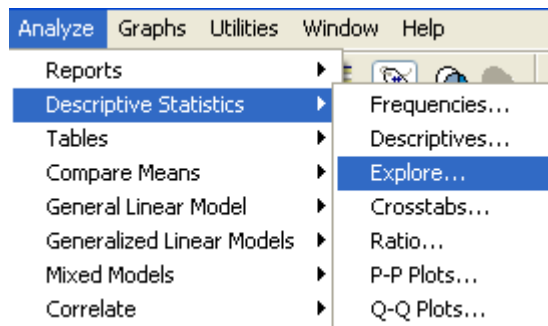 Analyze Graphs Utilities Window Help
Reports
Descriptive Statistics
Tables
Compare Means
General Linear Model
Generalized Linear Models
Mixed Models
Correlate
Frequencies...
Descriptives...
Explore...
Crosstabs...
Ratio...
P-P Plots...
Q-Q Plots...